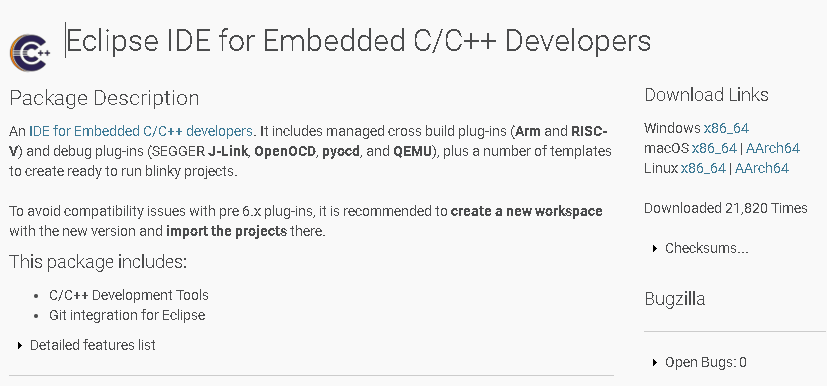 C++
Eclipse IDE for Embedded C/C++ Developers
Package Description
An IDE for Embedded C/C++ developers. It includes managed cross build plug-ins (Arm and RISC-
V) and debug plug-ins (SEGGER J-Link, OpenOCD, pyocd, and QEMU), plus a number of templates
to create ready to run blinky projects.
To avoid compatibility issues with pre 6.x plug-ins, it is recommended to create a new workspace
with the new version and import the projects there.
This package includes:
• C/C++ Development Tools
• Git integration for Eclipse
Detailed features list
Download Links
Windows x86_64
macOS x86_64 | AArch64
Linux x86_64 | AArch64
Downloaded 21,820 Times
Checksums...
Bugzilla
Open Bugs: 0